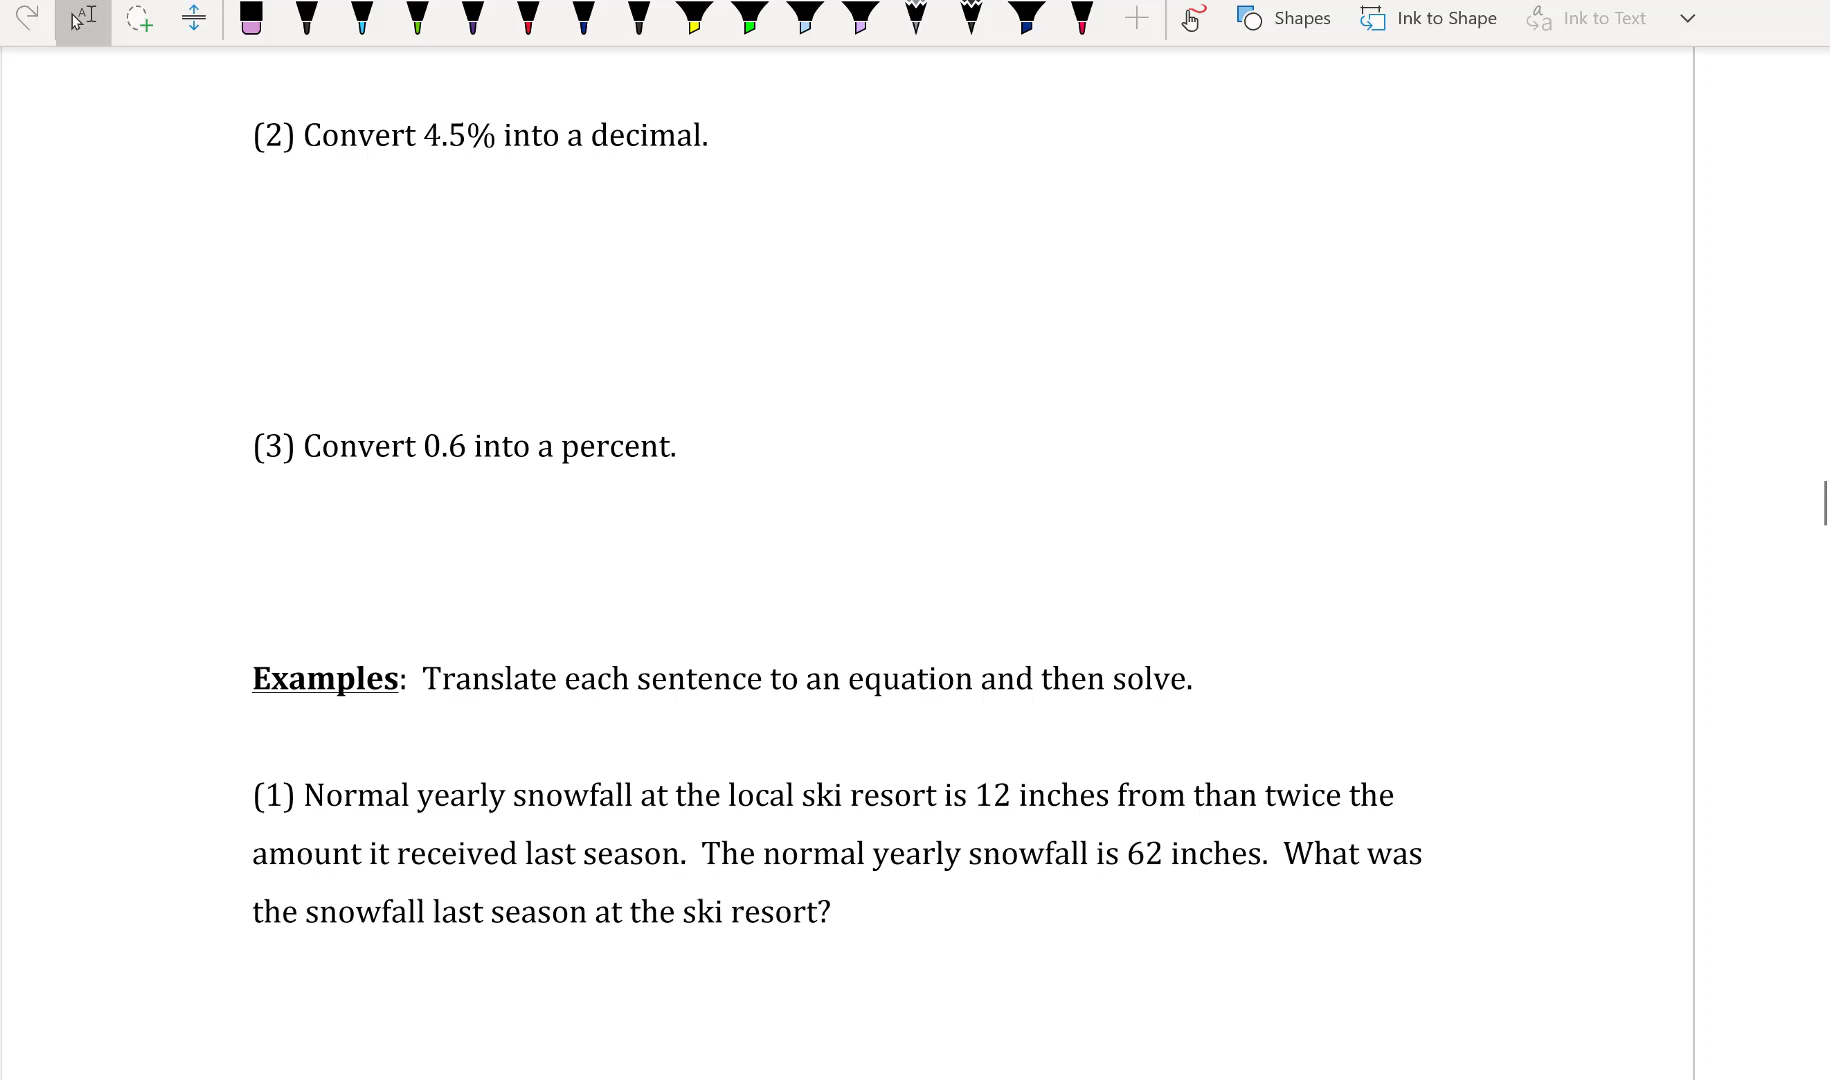 Shapes Ink to Shape Ink to Text
(2) Convert 4.5% into a decimal.
(3) Convert 0.6 into a percent.
Examples: Translate each sentence to an equation and then solve.
(1) Normal yearly snowfall at the local ski resort is 12 inches from than twice the
amount it received last season. The normal yearly snowfall is 62 inches. What was
the snowfall last season at the ski resort?